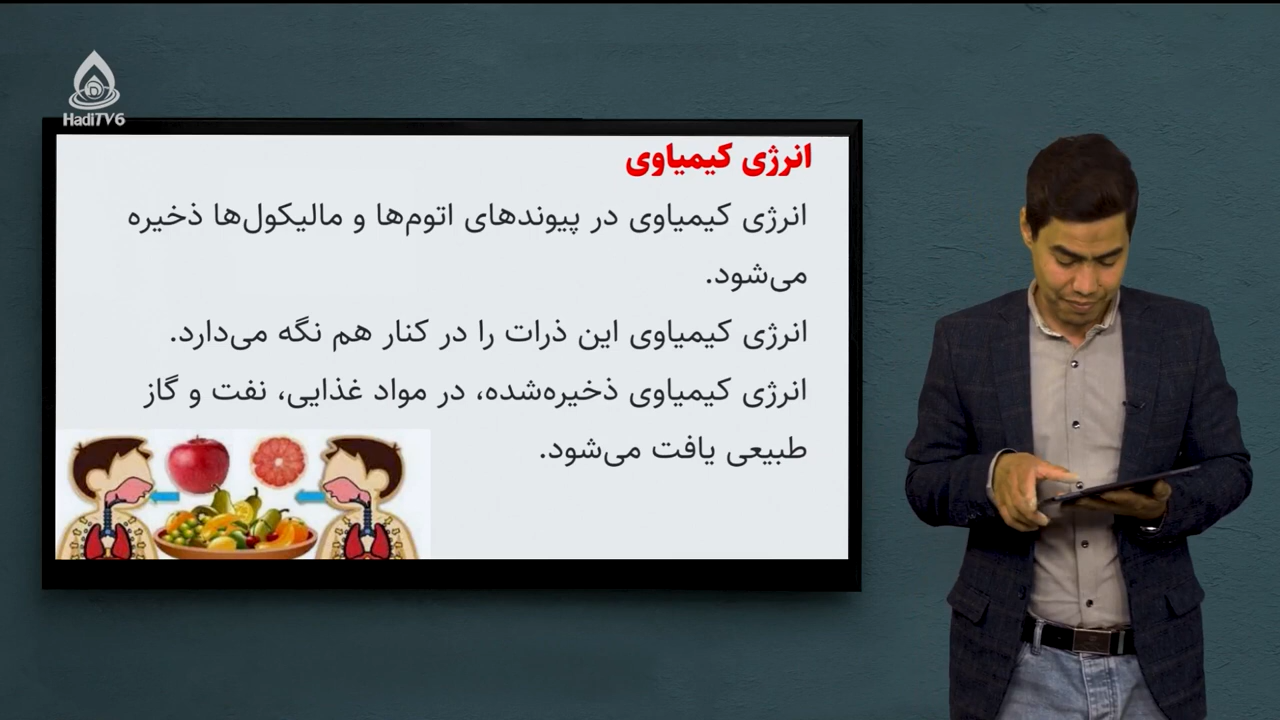 HadiTV6
انرژی کیمیاوی
انرژی کیمیاوی در پیوندهای اتوم‌ها و مالیکول‌ها ذخیره
می‌شود.
انرژی کیمیاوی این ذرات را در کنار هم نگه می‌دارد.
انرژی کیمیاوی ذخیره‌شده، در مواد غذایی، نفت و گاز
طبیعی یافت می‌شود.